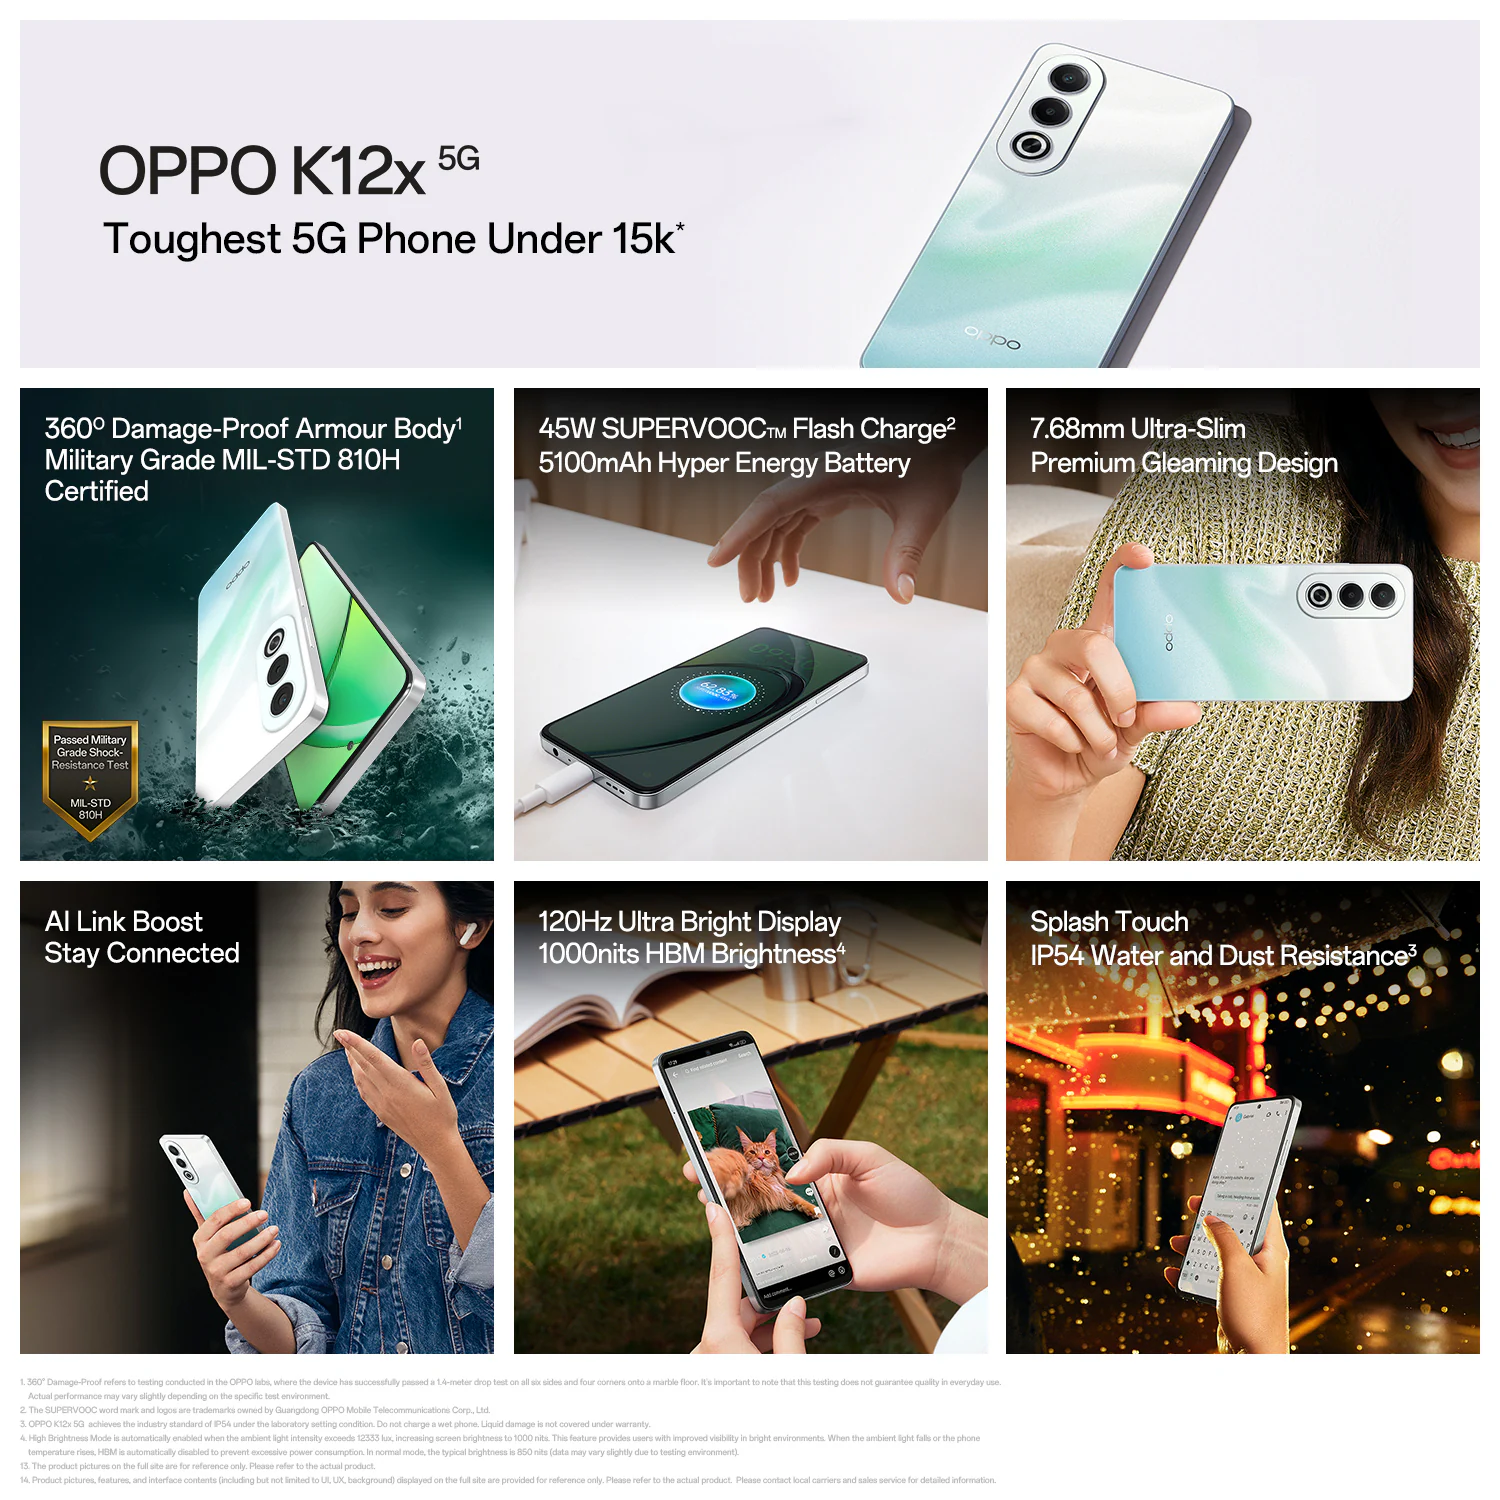 OPPO K12x 5G
Toughest 5G Phone Under 15k*
oppo
360° Damage-Proof Armour Body¹
Military Grade MIL-STD 810H
Certified
oppo
Passed Military
Grade Shock-
Resistance Test
MIL-STD
810H
45W SUPERVOOC™ Flash Charge²
5100mAh Hyper Energy Battery
7.68mm Ultra-Slim
Premium Gleaming Design
oppo
AI Link Boost
Stay Connected
120Hz Ultra Bright Display
1000nits HBM Brightness⁴
Find related content
Search
Add comment...
Splash Touch
IP54 Water and Dust Resistance³
1. 360° Damage-Proof refers to testing conducted in the OPPO labs, where the device has successfully passed a 1.4-meter drop test on all six sides and four corners onto a marble floor. It's important to note that this testing does not guarantee quality in everyday use.
Actual performance may vary slightly depending on the specific test environment.
2. The SUPERVOOC word mark and logos are trademarks owned by Guangdong OPPO Mobile Telecommunications Corp., Ltd.
3. OPPO K12x 5G achieves the industry standard of IP54 under the laboratory setting condition. Do not charge a wet phone. Liquid damage is not covered under warranty.
4. High Brightness Mode is automatically enabled when the ambient light intensity exceeds 12333 lux, increasing screen brightness to 1000 nits. This feature provides users with improved visibility in bright environments. When the ambient light falls or the phone
temperature rises, HBM is automatically disabled to prevent excessive power consumption. In normal mode, the typical brightness is 850 nits (data may vary slightly due to testing environment).
13. The product pictures on the full site are for reference only. Please refer to the actual product.
14. Product pictures, features, and interface contents (including but not limited to UI, UX, background) displayed on the full site are provided for reference only. Please refer to the actual product. Please contact local carriers and sales service for detailed information.